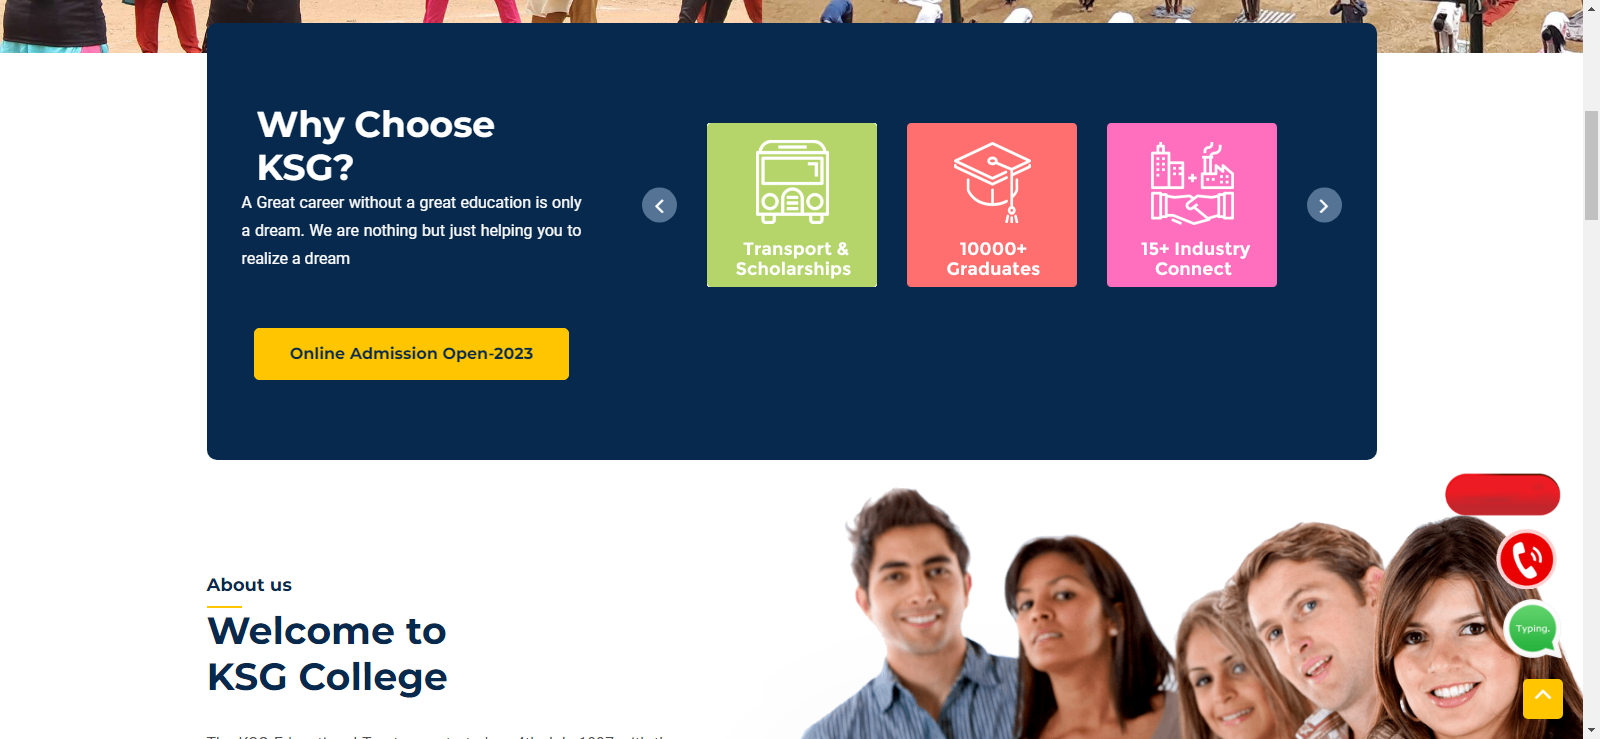 Why Choose
KSG?
A Great career without a great education is only
a dream. We are nothing but just helping you to
realize a dream
Online Admission Open-2023
Transport &
Scholarships
10000+
Graduates
15+ Industry
Connect
About us
Welcome to
KSG College
Typing.